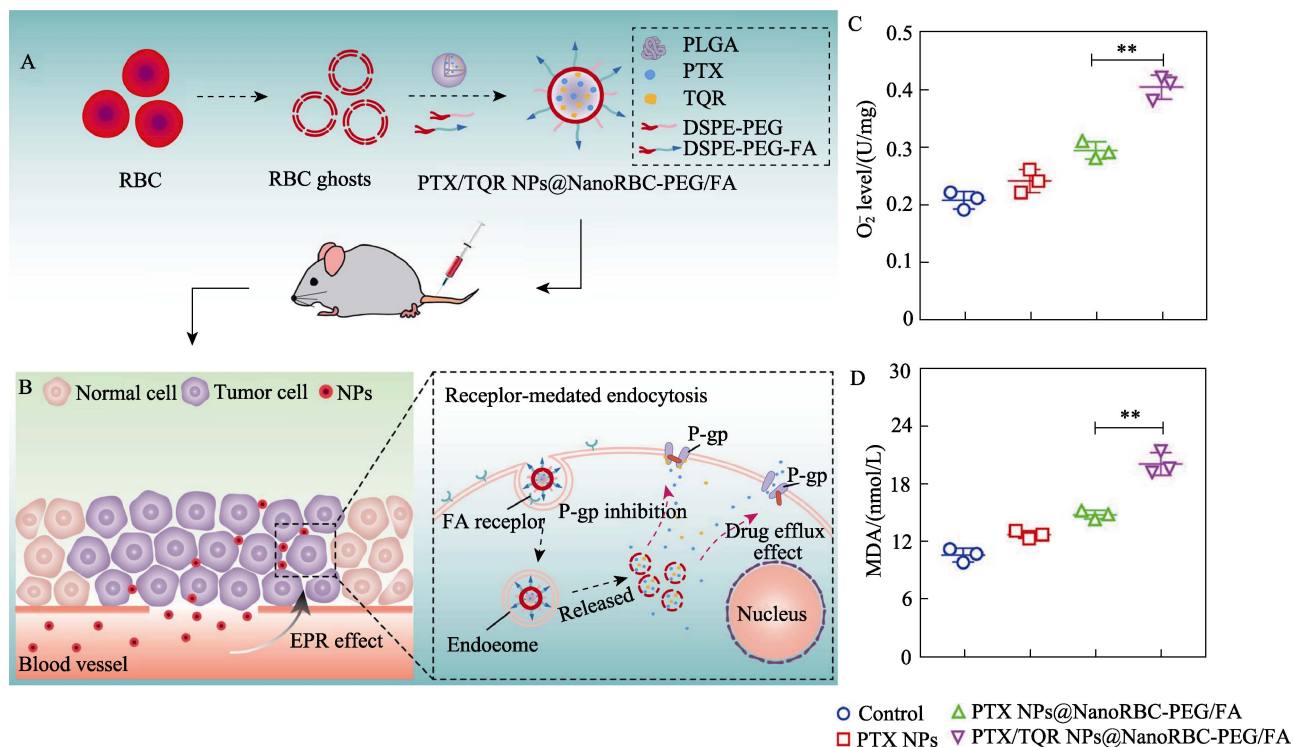 A
RBC
RBC ghosts
PTX/TQR NPs@NanoRBC-PEG/FA
PLGA
PTX
TQR
DSPE-PEG
DSPE-PEG-FA
B
Normal cell
Tumor cell
NPs
EPR effect
Blood vessel
Receplor-medated endocytosis
P-gp
P-gp
FA receplor
P-gp inhibition
Drug efflux
effect
Released
Endoeome
Nucleus
C
O₂⁻ level/(U/mg)
0.5
0.4
0.3
0.2
0.1
0
**
D
MDA/(nmol/L)
30
24
18
12
6
0
**
Control
PTX NPs
PTX NPs@NanoRBC-PEG/FA
PTX/TQR NPs@NanoRBC-PEG/FA